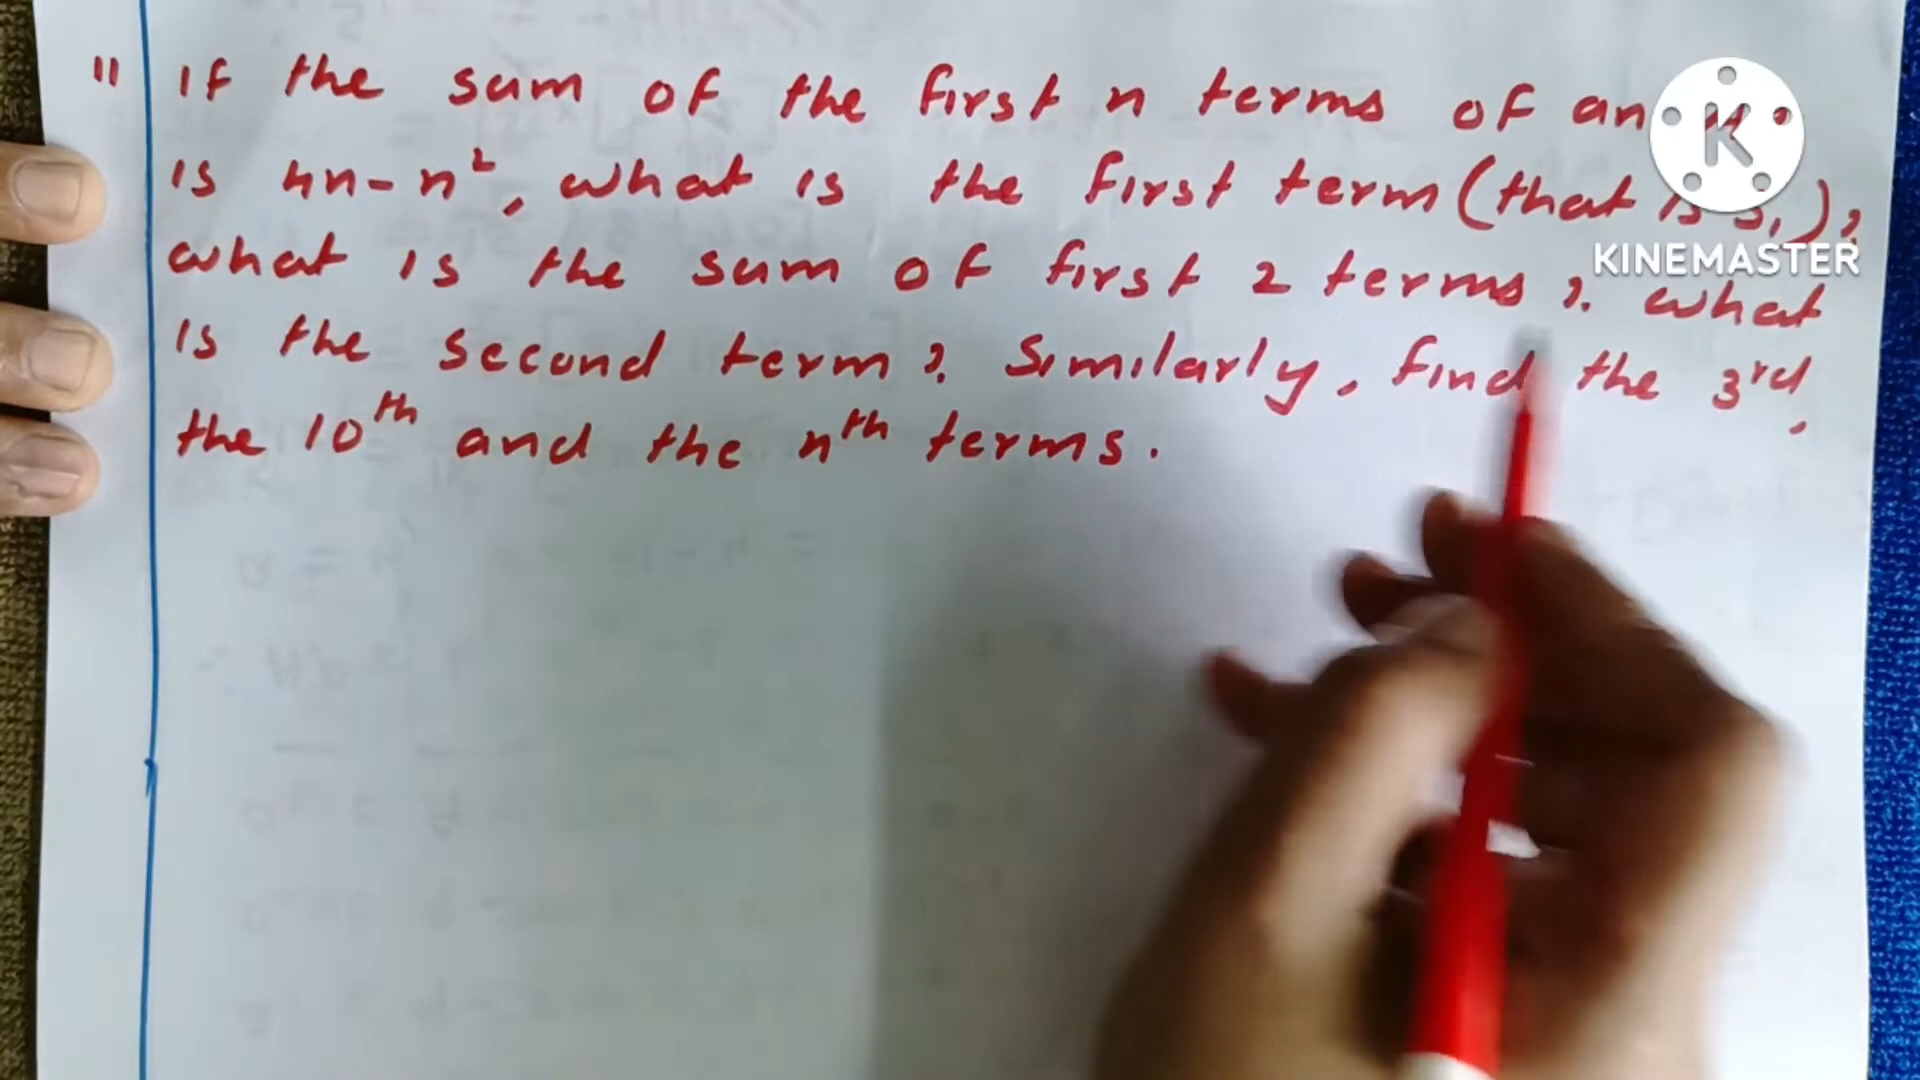 11 If the sum of the first n terms of an
is 4n-n², what is the first term (that is S₁)?
what is the sum of first 2 terms? what
is the second term? Similarly, find the 3rd,
the 10th and the nth terms.
K
KINEMASTER